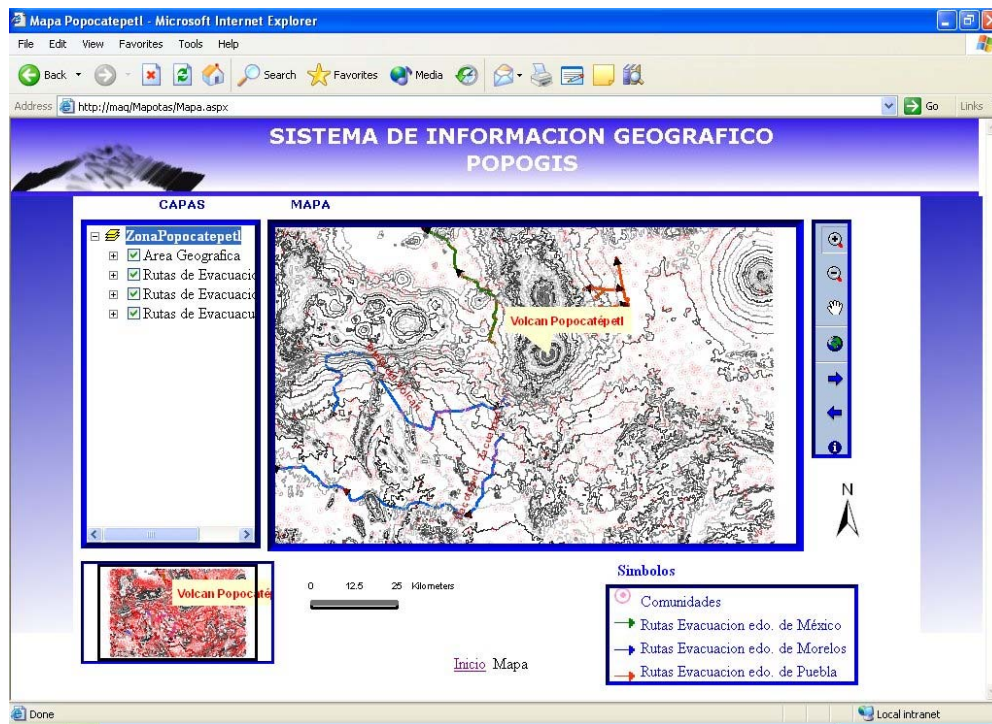 Mapa Popocatepetl - Microsoft Internet Explorer
File Edit View Favorites Tools Help
Back Search Favorites Media
Address http://maq/Mapotas/Mapa.aspx Go Links
SISTEMA DE INFORMACION GEOGRAFICO
POPOGIS
CAPAS MAPA
ZonaPopocatepetl
Area Geografica
Rutas de Evacuacio
Rutas de Evacuacio
Rutas de Evacuacu
Volcan Popocatépetl
N
Volcan Popocaté
0 12.5 25 Kilometers
Simbolos
Comunidades
Rutas Evacuacion edo. de México
Rutas Evacuacion edo. de Morelos
Rutas Evacuacion edo. de Puebla
Inicio Mapa
Done Local intranet